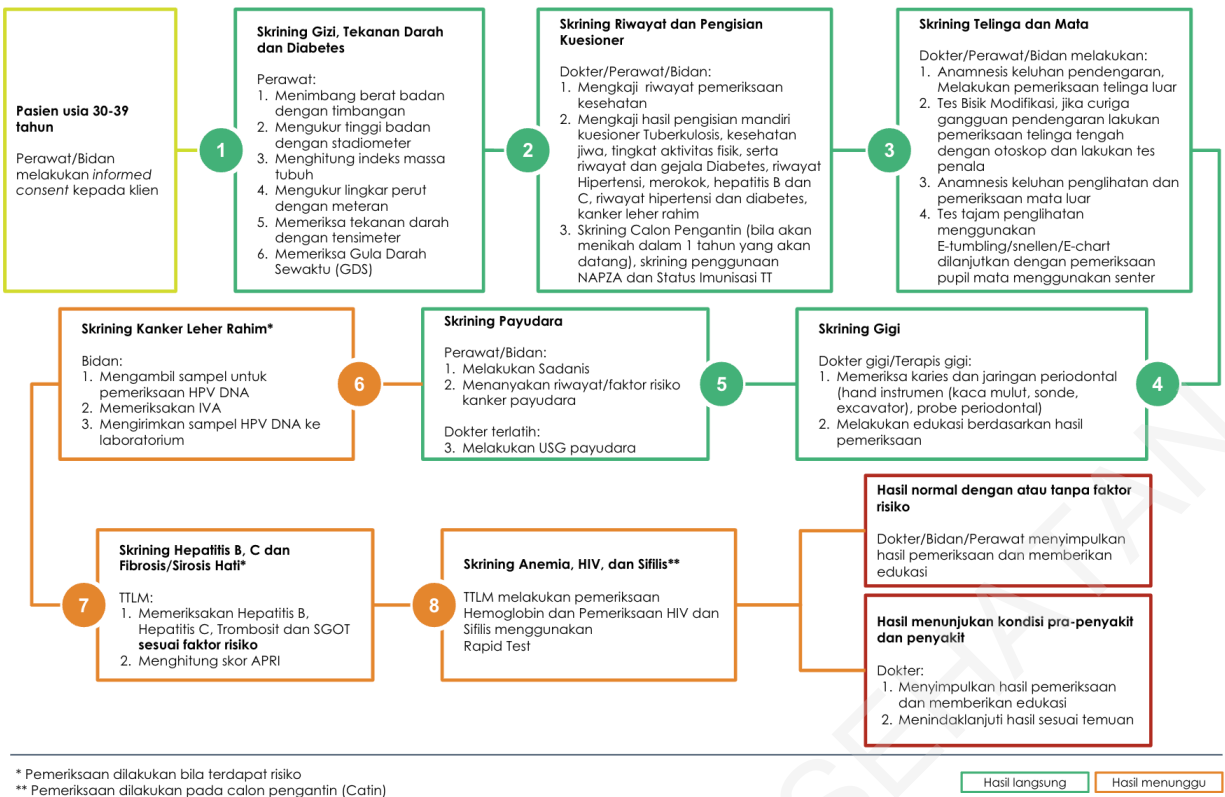 Pasien usia 30-39
tahun
Perawat/Bidan
melakukan informed
consent kepada klien
1
Skrining Gizi, Tekanan Darah
dan Diabetes
Perawat:
1. Menimbang berat badan
dengan timbangan
2. Mengukur tinggi badan
dengan stadiometer
3. Menghitung indeks massa
tubuh
4. Mengukur lingkar perut
dengan meteran
5. Memeriksa tekanan darah
dengan tensimeter
6. Memeriksa Gula Darah
Sewaktu (GDS)
2
Skrining Riwayat dan Pengisian
Kuesioner
Dokter/Perawat/Bidan:
1. Mengkaji riwayat pemeriksaan
kesehatan
2. Mengkaji hasil pengisian mandiri
kuesioner Tuberkulosis, kesehatan
jiwa, tingkat aktivitas fisik, serta
riwayat dan gejala Diabetes, riwayat
Hipertensi, merokok, hepatitis B dan
C, riwayat hipertensi dan diabetes,
kanker leher rahim
3. Skrining Calon Pengantin (bila akan
menikah dalam 1 tahun yang akan
datang), skrining penggunaan
NAPZA dan Status Imunisasi TT
3
Skrining Telinga dan Mata
Dokter/Perawat/Bidan melakukan:
1. Anamnesis keluhan pendengaran,
Melakukan pemeriksaan telinga luar
2. Tes Bisik Modifikasi, jika curiga
gangguan pendengaran lakukan
pemeriksaan telinga tengah
dengan otoskop dan lakukan tes
penala
3. Anamnesis keluhan penglihatan dan
pemeriksaan mata luar
4. Tes tajam penglihatan
menggunakan
E-tumbling/snellen/E-chart
dilanjutkan dengan pemeriksaan
pupil mata menggunakan senter
4
Skrining Gigi
Dokter gigi/Terapis gigi:
1. Memeriksa karies dan jaringan periodontal
(hand instrumen (kaca mulut, sonde,
excavator), probe periodontal)
2. Melakukan edukasi berdasarkan hasil
pemeriksaan
5
Skrining Payudara
Perawat/Bidan:
1. Melakukan Sadanis
2. Menanyakan riwayat/faktor risiko
kanker payudara
Dokter terlatih:
3. Melakukan USG payudara
6
Skrining Kanker Leher Rahim*
Bidan:
1. Mengambil sampel untuk
pemeriksaan HPV DNA
2. Memeriksakan IVA
3. Mengirimkan sampel HPV DNA ke
laboratorium
7
Skrining Hepatitis B, C dan
Fibrosis/Sirosis Hati*
TTLM:
1. Memeriksakan Hepatitis B,
Hepatitis C, Trombosit dan SGOT
sesuai faktor risiko
2. Menghitung skor APRI
8
Skrining Anemia, HIV, dan Sifilis**
TTLM melakukan pemeriksaan
Hemoglobin dan Pemeriksaan HIV dan
Sifilis menggunakan
Rapid Test
Hasil normal dengan atau tanpa faktor
risiko
Dokter/Bidan/Perawat menyimpulkan
hasil pemeriksaan dan memberikan
edukasi
Hasil menunjukan kondisi pra-penyakit
dan penyakit
Dokter:
1. Menyimpulkan hasil pemeriksaan
dan memberikan edukasi
2. Menindaklanjuti hasil sesuai temuan
* Pemeriksaan dilakukan bila terdapat risiko
** Pemeriksaan dilakukan pada calon pengantin (Catin)
Hasil langsung
Hasil menunggu
SEHATAN